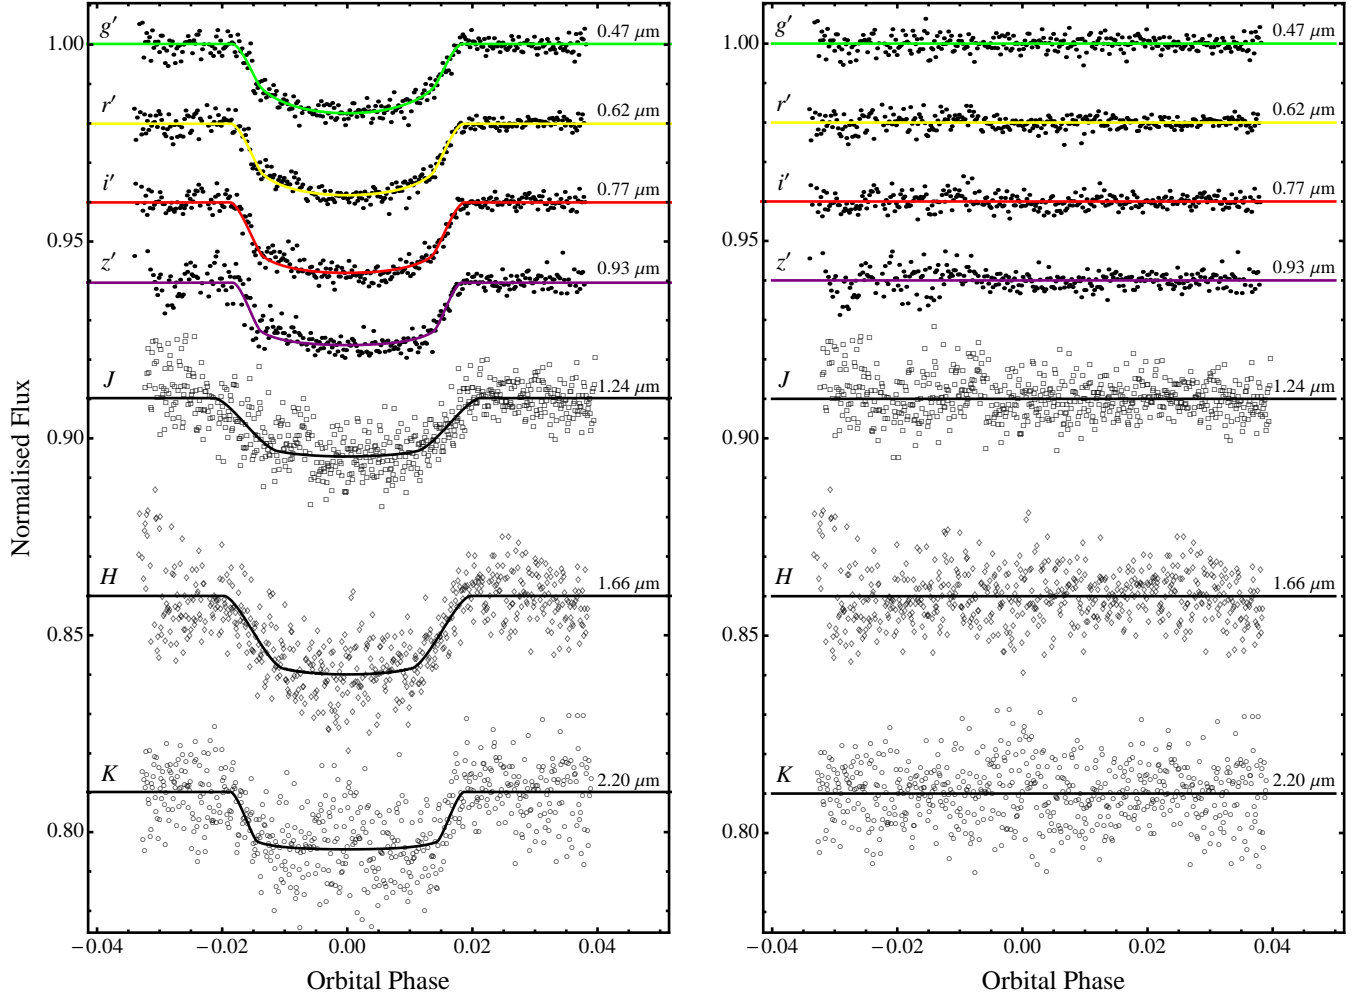 g′ 0.47 μm
1.00
r′ 0.62 μm
i′ 0.77 μm
0.95
z′ 0.93 μm
J 1.24 μm
0.90
H 1.66 μm
0.85
K 2.20 μm
0.80
−0.04 −0.02 0.00 0.02 0.04
Orbital Phase
Normalised Flux
g′ 0.47 μm
1.00
r′ 0.62 μm
i′ 0.77 μm
0.95
z′ 0.93 μm
J 1.24 μm
0.90
H 1.66 μm
0.85
K 2.20 μm
0.80
−0.04 −0.02 0.00 0.02 0.04
Orbital Phase